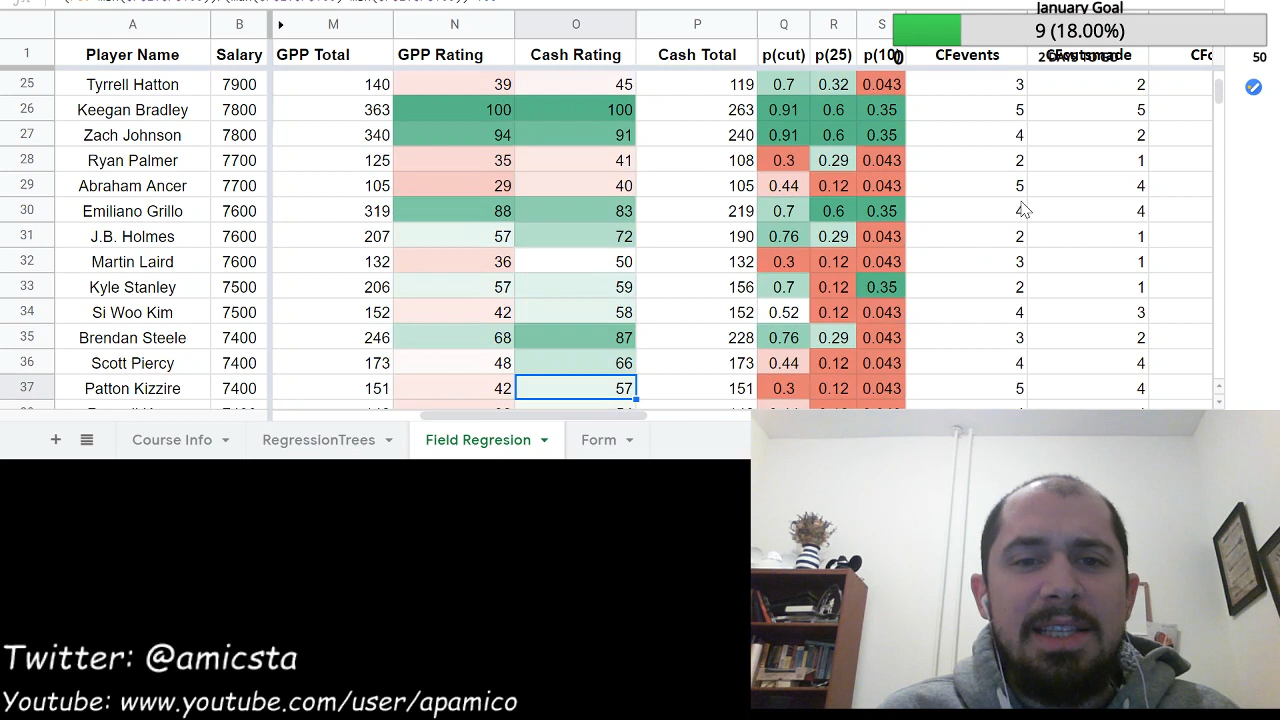 January Goal
9 (18.00%)
A B M N O P Q R S
1 Player Name Salary GPP Total GPP Rating Cash Rating Cash Total p(cut) p(25) p(10) 0 CFevents CFcutsmade 50
25 Tyrrell Hatton 7900 140 39 45 119 0.7 0.32 0.043 3 2
26 Keegan Bradley 7800 363 100 100 263 0.91 0.6 0.35 5 5
27 Zach Johnson 7800 340 94 91 240 0.91 0.6 0.35 4 2
28 Ryan Palmer 7700 125 35 41 108 0.3 0.29 0.043 2 1
29 Abraham Ancer 7700 105 29 40 105 0.44 0.12 0.043 5 4
30 Emiliano Grillo 7600 319 88 83 219 0.7 0.6 0.35 4 4
31 J.B. Holmes 7600 207 57 72 190 0.76 0.29 0.043 2 1
32 Martin Laird 7600 132 36 50 132 0.3 0.12 0.043 3 1
33 Kyle Stanley 7500 206 57 59 156 0.7 0.12 0.35 2 1
34 Si Woo Kim 7500 152 42 58 152 0.52 0.12 0.043 4 3
35 Brendan Steele 7400 246 68 87 228 0.76 0.29 0.043 3 2
36 Scott Piercy 7400 173 48 66 173 0.44 0.12 0.043 4 4
37 Patton Kizzire 7400 151 42 57 151 0.3 0.12 0.043 5 4
+ Course Info RegressionTrees Field Regresion Form
Twitter: @amicsta
Youtube: www.youtube.com/user/apamico